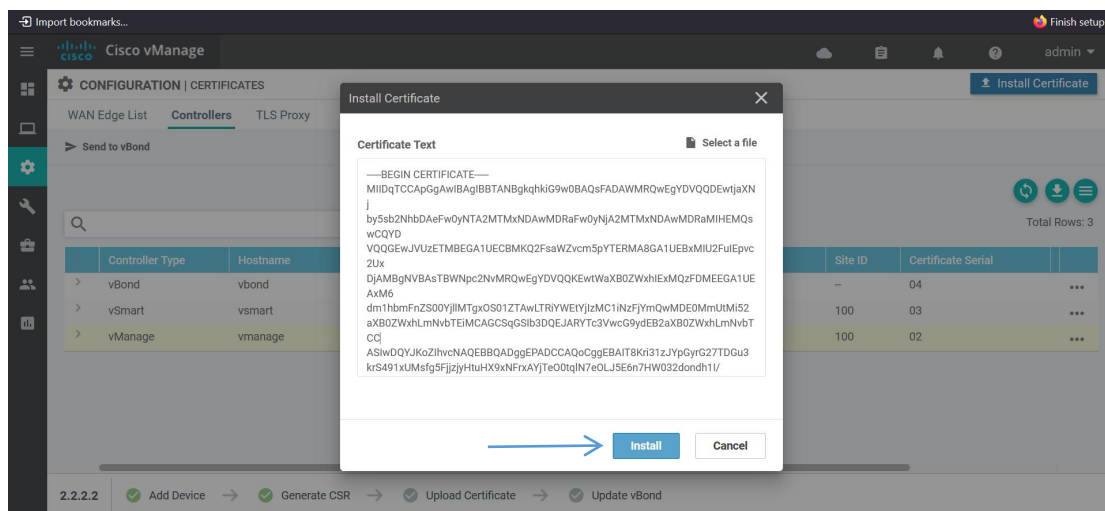 Import bookmarks...
Finish setup
CISCO
Cisco vManage
admin
CONFIGURATION | CERTIFICATES
Install Certificate
WAN Edge List
Controllers
TLS Proxy
Send to vBond
Install Certificate
Certificate Text
Select a file
-----BEGIN CERTIFICATE-----
MIIDqTCCApGgAwIBAgIBBTANBgkqhkiG9w0BAQsFADAWMRQwEgYDVQQDEwtjaXN
j
by5sb2NhbDAeFw0yNTA2MTMxNDAwMDRaFw0yNjA2MTMxNDAwMDRaMIHEMQs
wCQYD
VQQGEwJVUzETMBEGA1UECBMKQ2FsaWZvcm5pYTERMA8GA1UEBxMIU2FuIEpvc
2Ux
DjAMBgNVBAsTBWNpc2NvMRQwEgYDVQQKEwtWaXB0ZWxhIExMQzFDMEEGA1UE
AxM6
dm1hbmFnZS00YjllMTgxOS01ZTAwLTRiYWEtYjIzMC1iNzFjYmQwMDE0MmUtMi52
aXB0ZWxhLmNvbTEiMCAGCSqGSIb3DQEJARYTc3VwcG9ydEB2aXB0ZWxhLmNvbT
CC
ASIwDQYJKoZIhvcNAQEBBQADggEPADCCAQoCggEBAIT8Kri31zJYpGyrG27TDGu3
krS491xUMsfg5FjjzjyHtuHX9xNFrxAYjTeO0tqlN7eOLJ5E6n7HW032dondh1I/
Install
Cancel
Total Rows: 3
Controller Type
Hostname
Site ID
Certificate Serial
vBond
vbond
–
04
vSmart
vsmart
100
03
vManage
vmanage
100
02
2.2.2.2
Add Device
Generate CSR
Upload Certificate
Update vBond